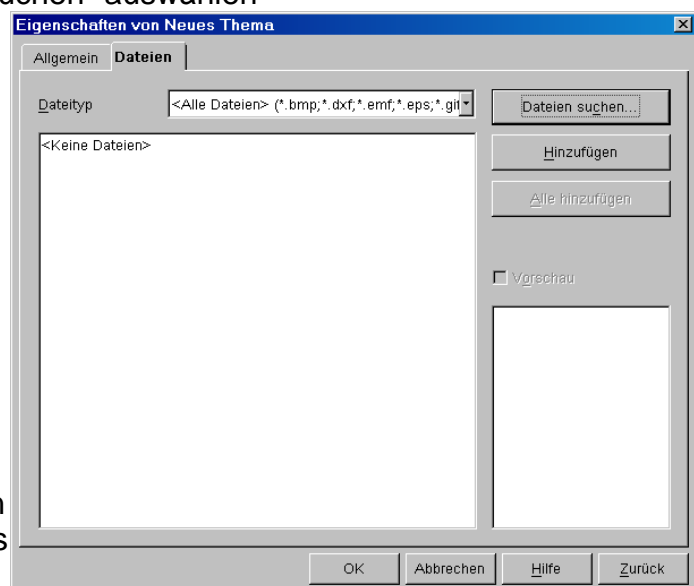 auswählen
Eigenschaften von Neues Thema
Allgemein Dateien
Dateityp <Alle Dateien> (*.bmp;*.dxf;*.emf;*.eps;*.gif Dateien suchen...
<Keine Dateien>
Hinzufügen
Alle hinzufügen
Vorschau
OK Abbrechen Hilfe Zurück